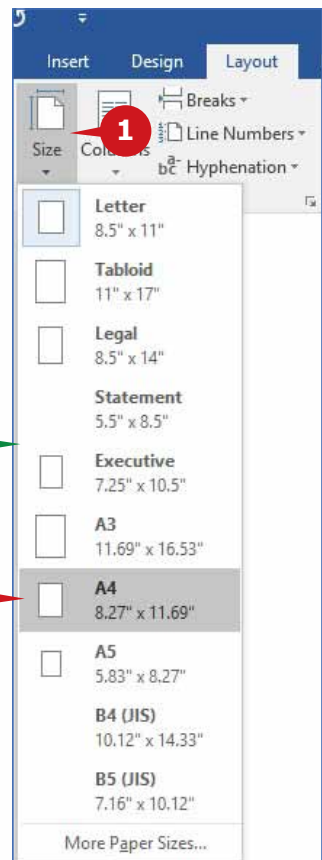 Insert Design Layout
Size
1
Breaks
Line Numbers
bc Hyphenation
Letter
8.5" x 11"
Tabloid
11" x 17"
Legal
8.5" x 14"
Statement
5.5" x 8.5"
Executive
7.25" x 10.5"
A3
11.69" x 16.53"
A4
8.27" x 11.69"
A5
5.83" x 8.27"
B4 (JIS)
10.12" x 14.33"
B5 (JIS)
7.16" x 10.12"
More Paper Sizes...